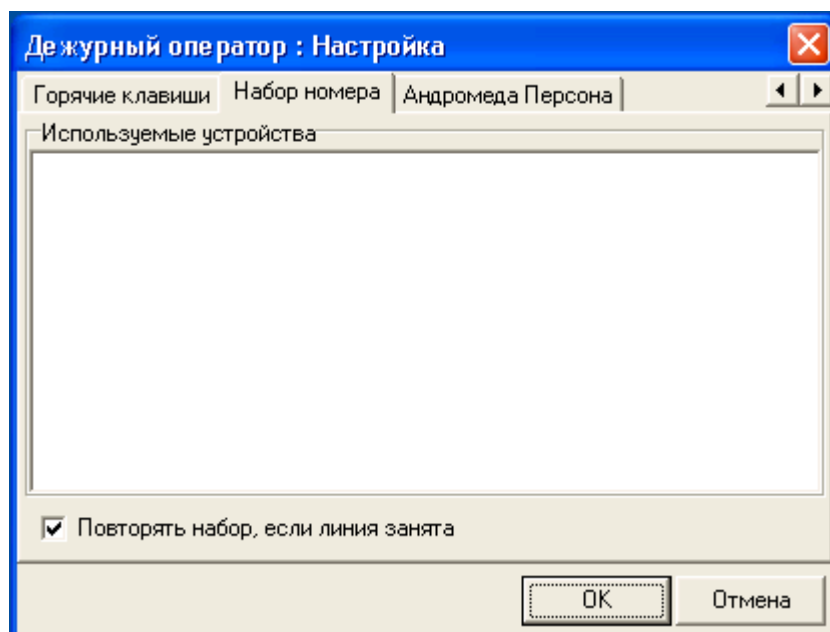 Дежурный оператор : Настройка
Горячие клавиши Набор номера Андромеда Персона
Используемые устройства
Повторять набор, если линия занята
OK Отмена